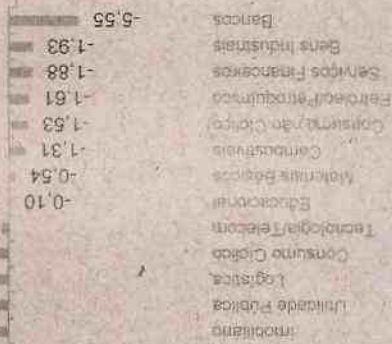 Imobiliário
Utilidade Pública
Logística,
Consumo Cíclico
Tecnologia/Telecom
Educacional -0,10
Materiais Básicos -0,54
Combustíveis -1,31
Consumo não Cíclico -1,53
Petróleo/Petroquímico -1,61
Serviços Financeiros -1,88
Bens Industriais -1,93
Bancos -5,55